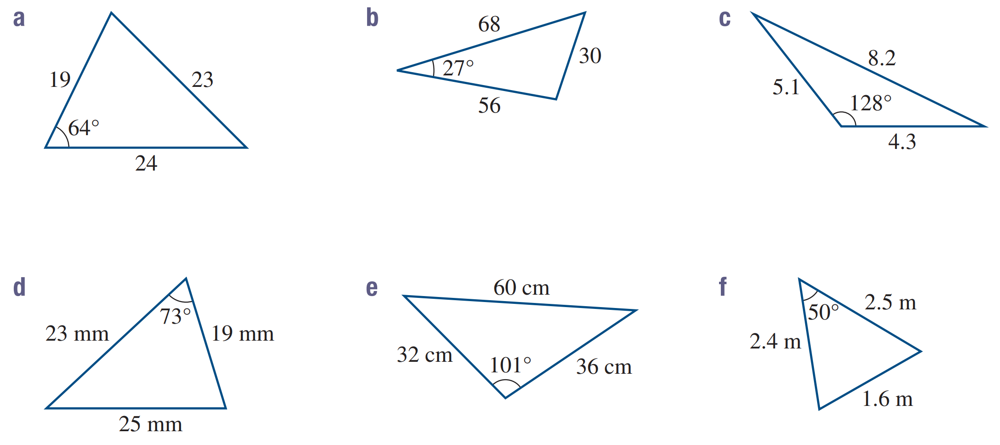 a
19
23
64°
24
b
68
30
27°
56
c
8.2
5.1
128°
4.3
d
73°
23 mm
19 mm
25 mm
e
60 cm
32 cm
101°
36 cm
f
2.5 m
50°
2.4 m
1.6 m